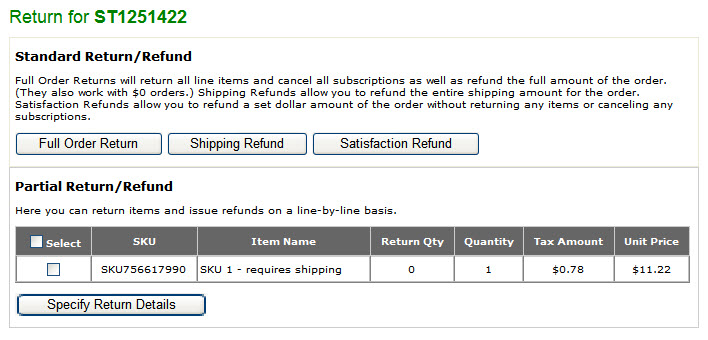 Return for ST1251422
Standard Return/Refund
Full Order Returns will return all line items and cancel all subscriptions as well as refund the full amount of the order.
(They also work with $0 orders.) Shipping Refunds allow you to refund the entire shipping amount for the order.
Satisfaction Refunds allow you to refund a set dollar amount of the order without returning any items or canceling any
subscriptions.
Full Order Return Shipping Refund Satisfaction Refund
Partial Return/Refund
Here you can return items and issue refunds on a line-by-line basis.
Select SKU Item Name Return Qty Quantity Tax Amount Unit Price
SKU756617990 SKU 1 - requires shipping 0 1 $0.78 $11.22
Specify Return Details